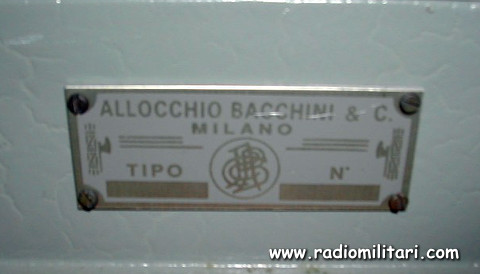 ALLOCCHIO BACCHINI & C.
MILANO
TIPO N°
www.radiomilitari.com